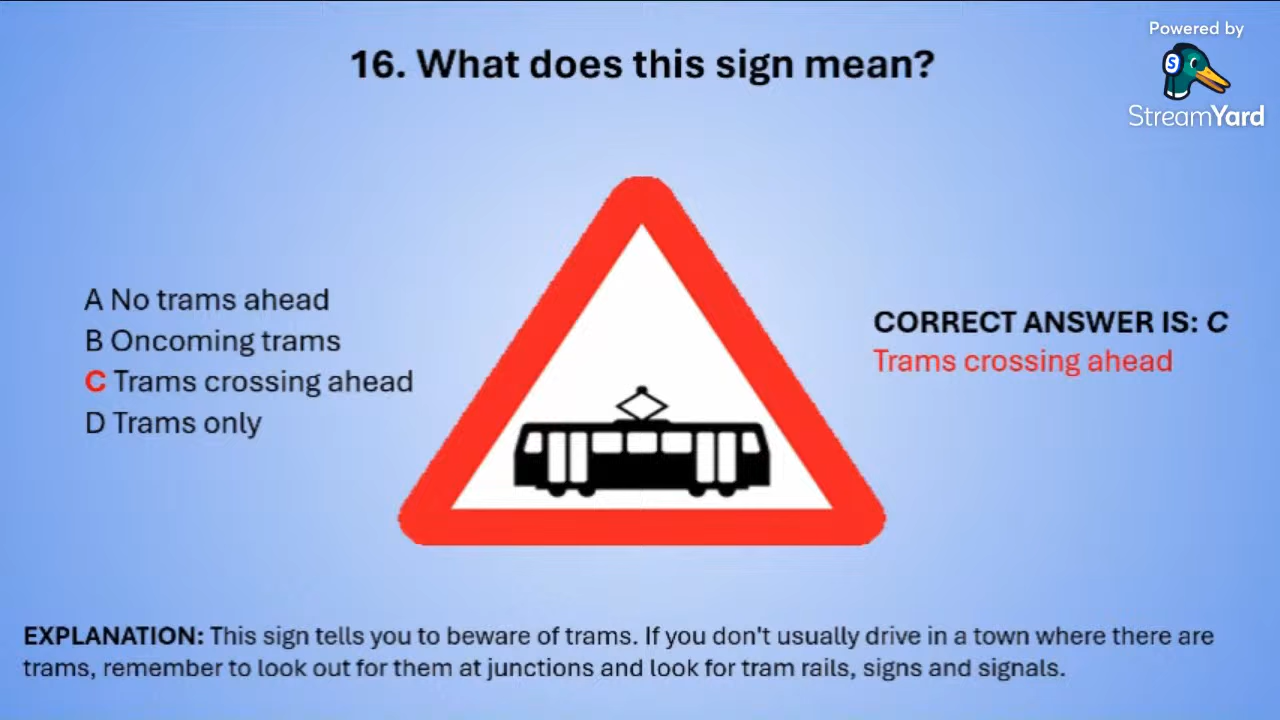 Powered by
StreamYard
16. What does this sign mean?
A No trams ahead
B Oncoming trams
C Trams crossing ahead
D Trams only
CORRECT ANSWER IS: C
Trams crossing ahead
EXPLANATION: This sign tells you to beware of trams. If you don't usually drive in a town where there are
trams, remember to look out for them at junctions and look for tram rails, signs and signals.